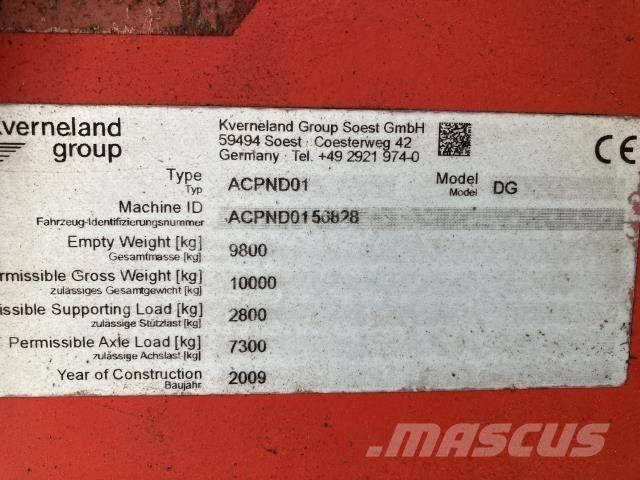 verneland
group
Kverneland Group Soest GmbH
59494 Soest · Coesterweg 42
Germany · Tel. +49 2921 974-0
CE
Type ACPND01 Model DG
Typ Model
Machine ID ACPND0156828
Fahrzeug-Identifizierungsnummer
Empty Weight [kg] 9800
Gesamtmasse [kg]
rmissible Gross Weight [kg] 10000
zulässiges Gesamtgewicht [kg]
issible Supporting Load [kg] 2800
zulässige Stützlast [kg]
Permissible Axle Load [kg] 7300
zulässige Achslast [kg]
Year of Construction 2009
Baujahr
MASCUS